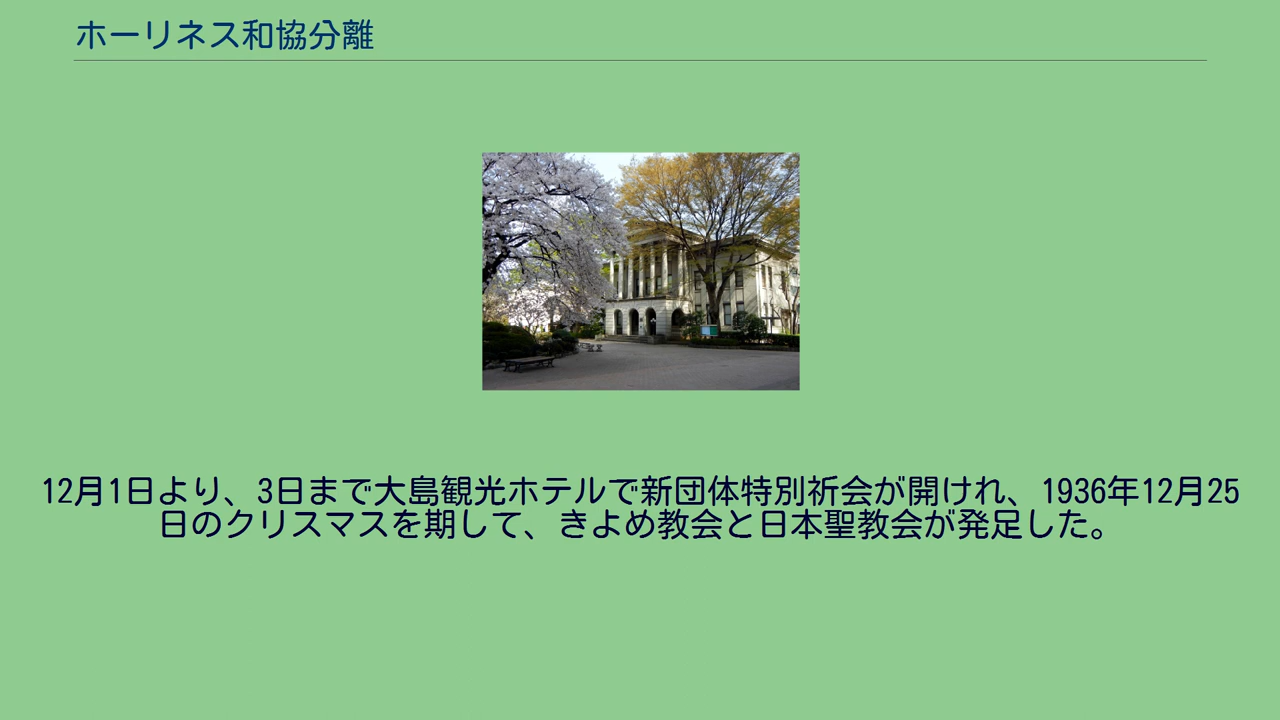 ホーリネス和協分離
12月1日より、3日まで大島観光ホテルで新団体特別祈会が開けれ、1936年12月25
日のクリスマスを期して、きよめ教会と日本聖教会が発足した。